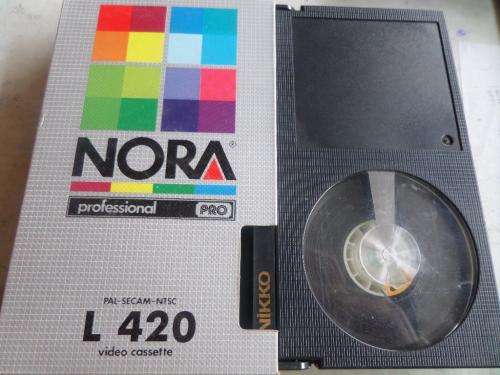 NORA®
professional PRO
PAL-SECAM-NTSC
L 420
video cassette
NIKKO